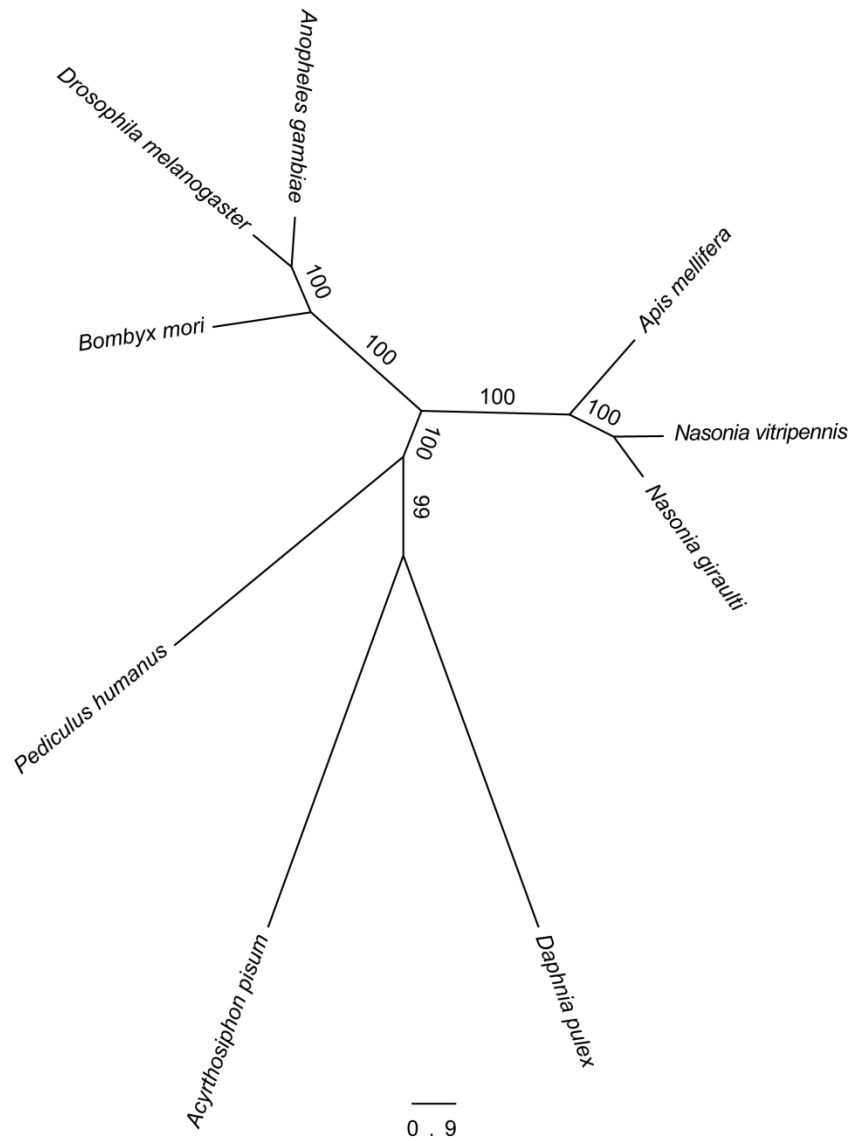 Anopheles gambiae
Drosophila melanogaster
100
Bombyx mori
100
Apis mellifera
100
100
Nasonia vitripennis
100
Nasonia giraulti
99
Pediculus humanus
Acyrthosiphon pisum
Daphnia pulex
0 . 9